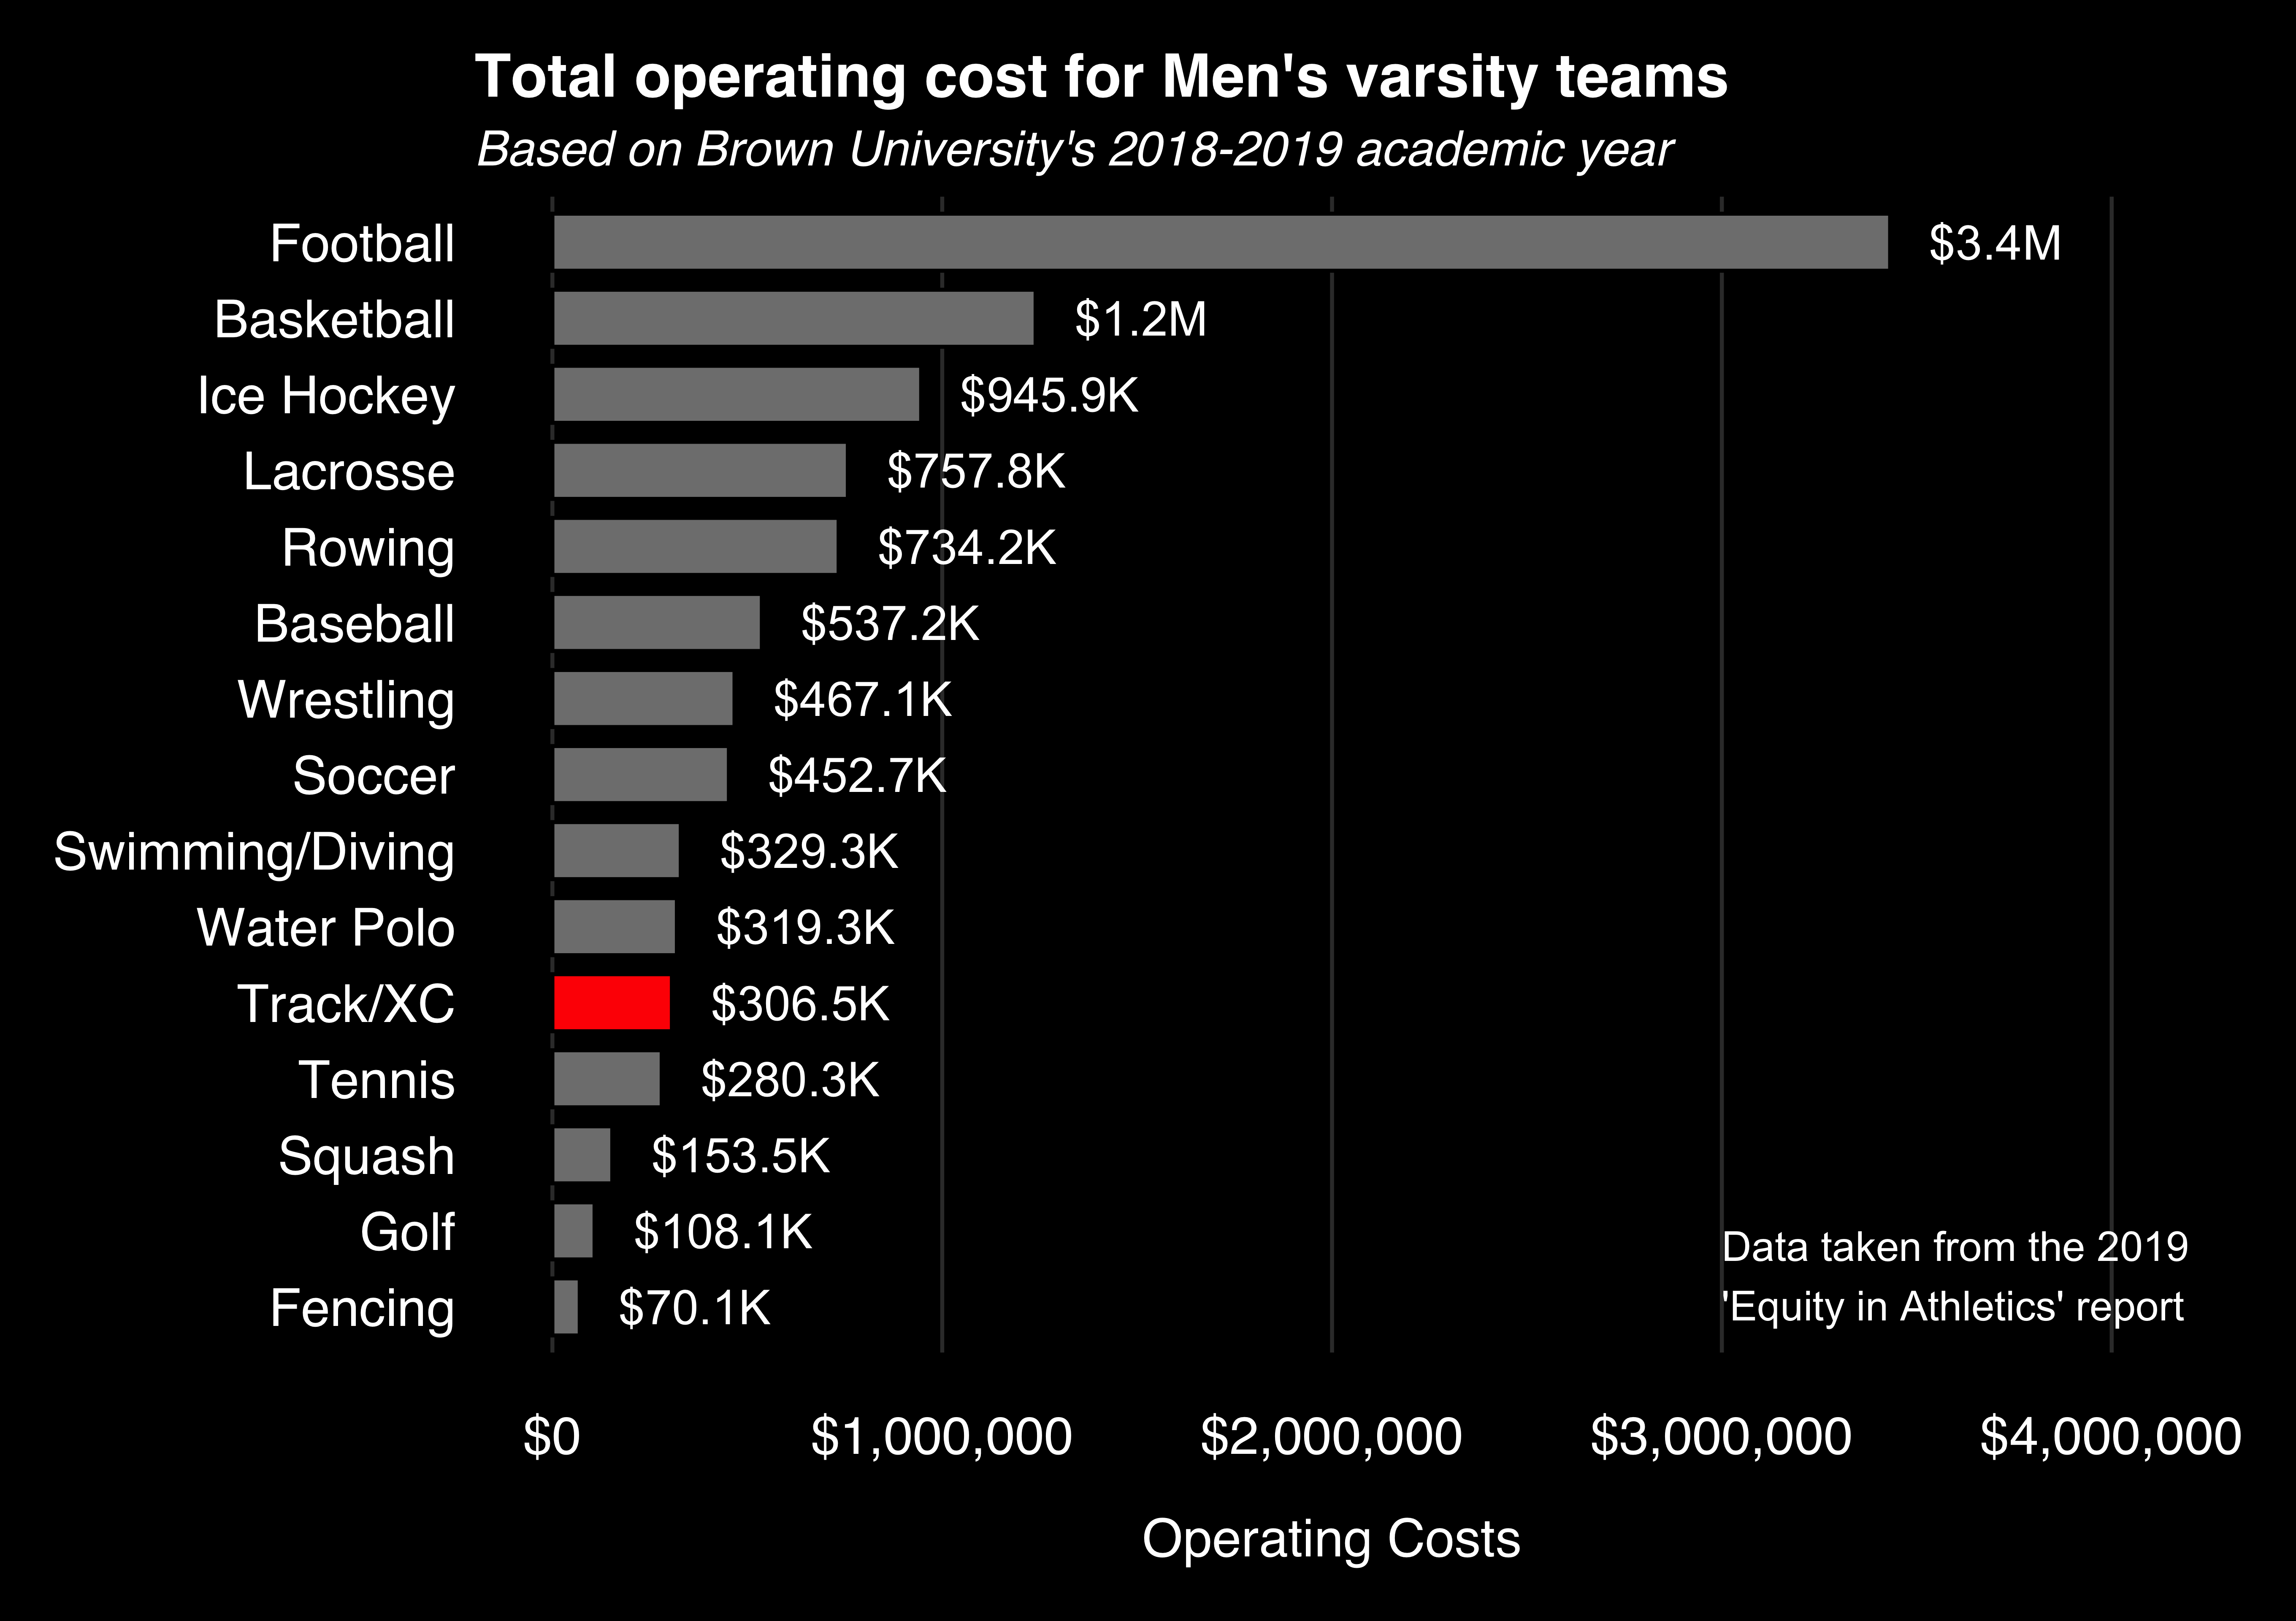 Total operating cost for Men's varsity teams
Based on Brown University's 2018-2019 academic year
Football $3.4M
Basketball $1.2M
Ice Hockey $945.9K
Lacrosse $757.8K
Rowing $734.2K
Baseball $537.2K
Wrestling $467.1K
Soccer $452.7K
Swimming/Diving $329.3K
Water Polo $319.3K
Track/XC $306.5K
Tennis $280.3K
Squash $153.5K
Golf $108.1K
Fencing $70.1K
Data taken from the 2019
'Equity in Athletics' report
$0 $1,000,000 $2,000,000 $3,000,000 $4,000,000
Operating Costs